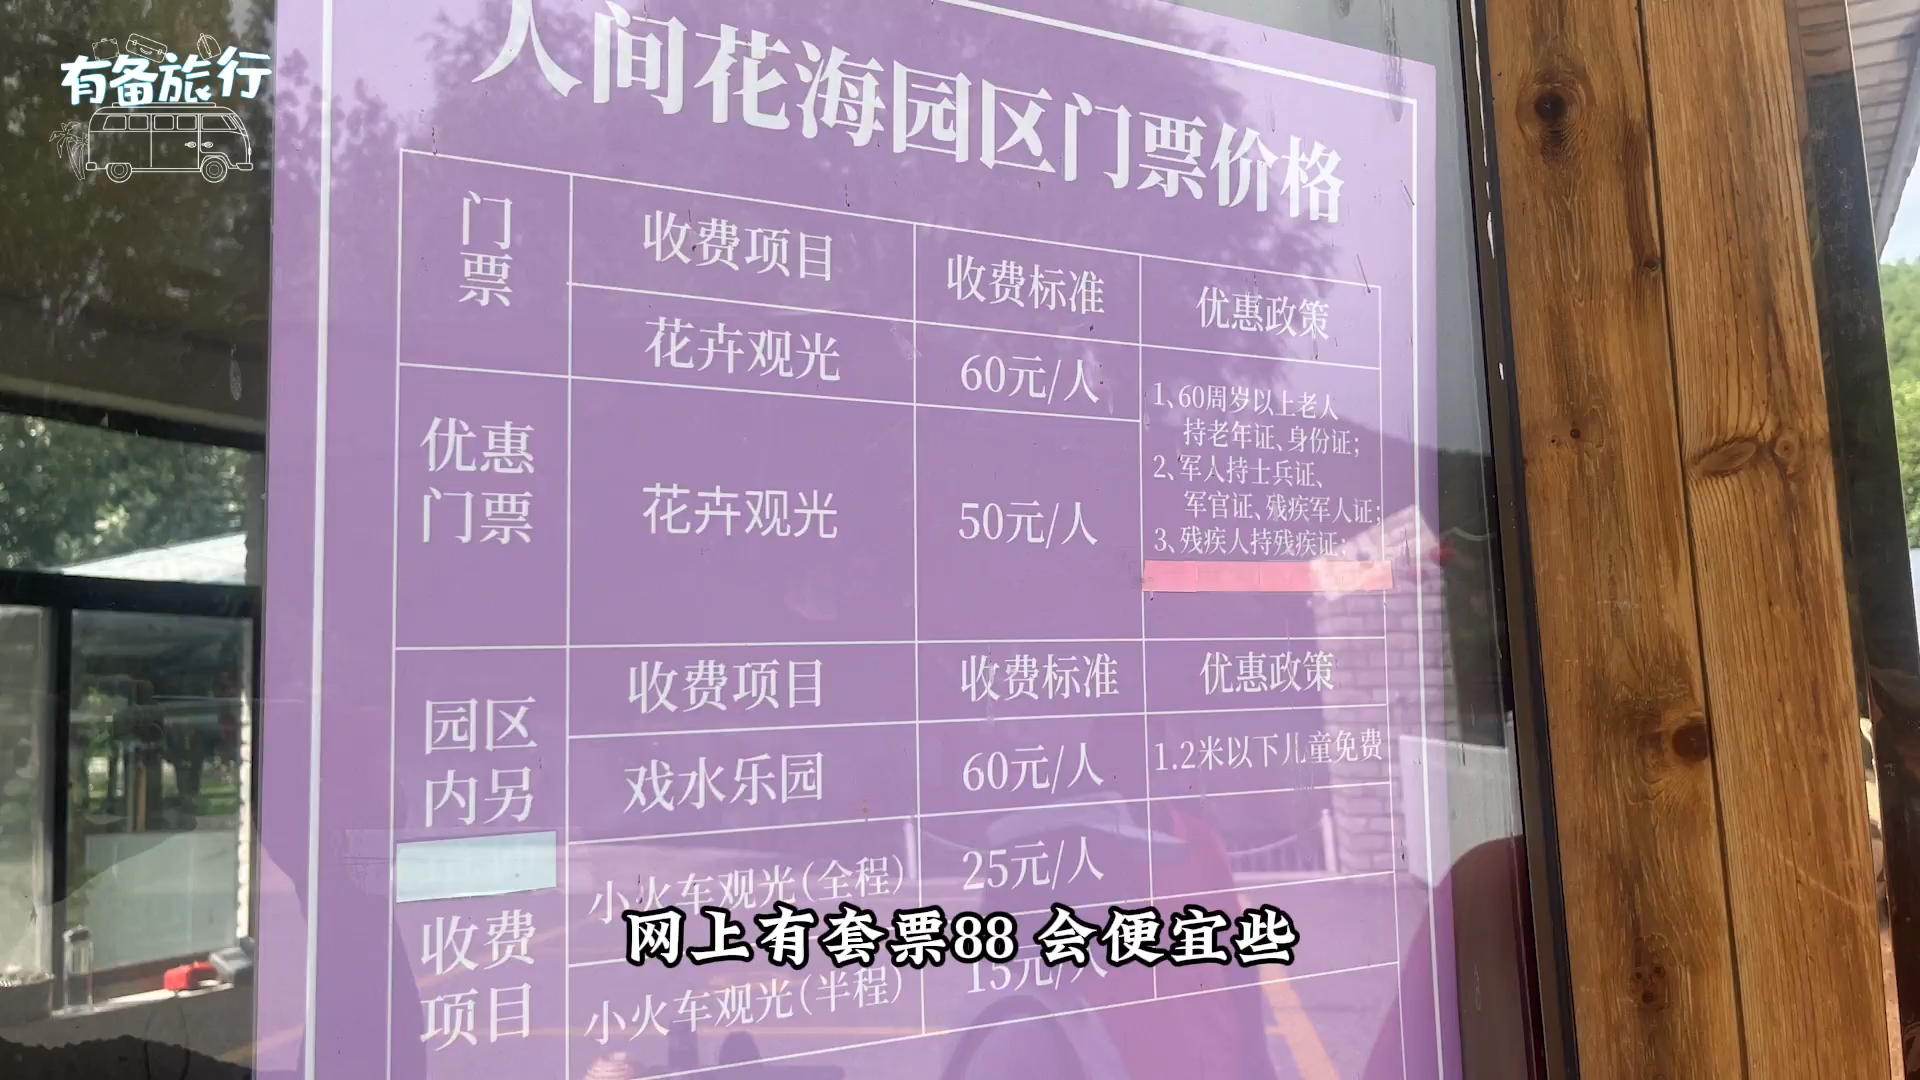 有备旅行
人间花海园区门票价格
门票
收费项目
收费标准
优惠政策
花卉观光
60元/人
优惠
门票
花卉观光
50元/人
1、60周岁以上老人
持老年证、身份证;
2、军人持士兵证、
军官证、残疾军人证;
3、残疾人持残疾证;
园区
内另
收费
项目
收费项目
收费标准
优惠政策
戏水乐园
60元/人
1.2米以下儿童免费
小火车观光(全程)
25元/人
小火车观光(半程)
15元/人
网上有套票88 会便宜些